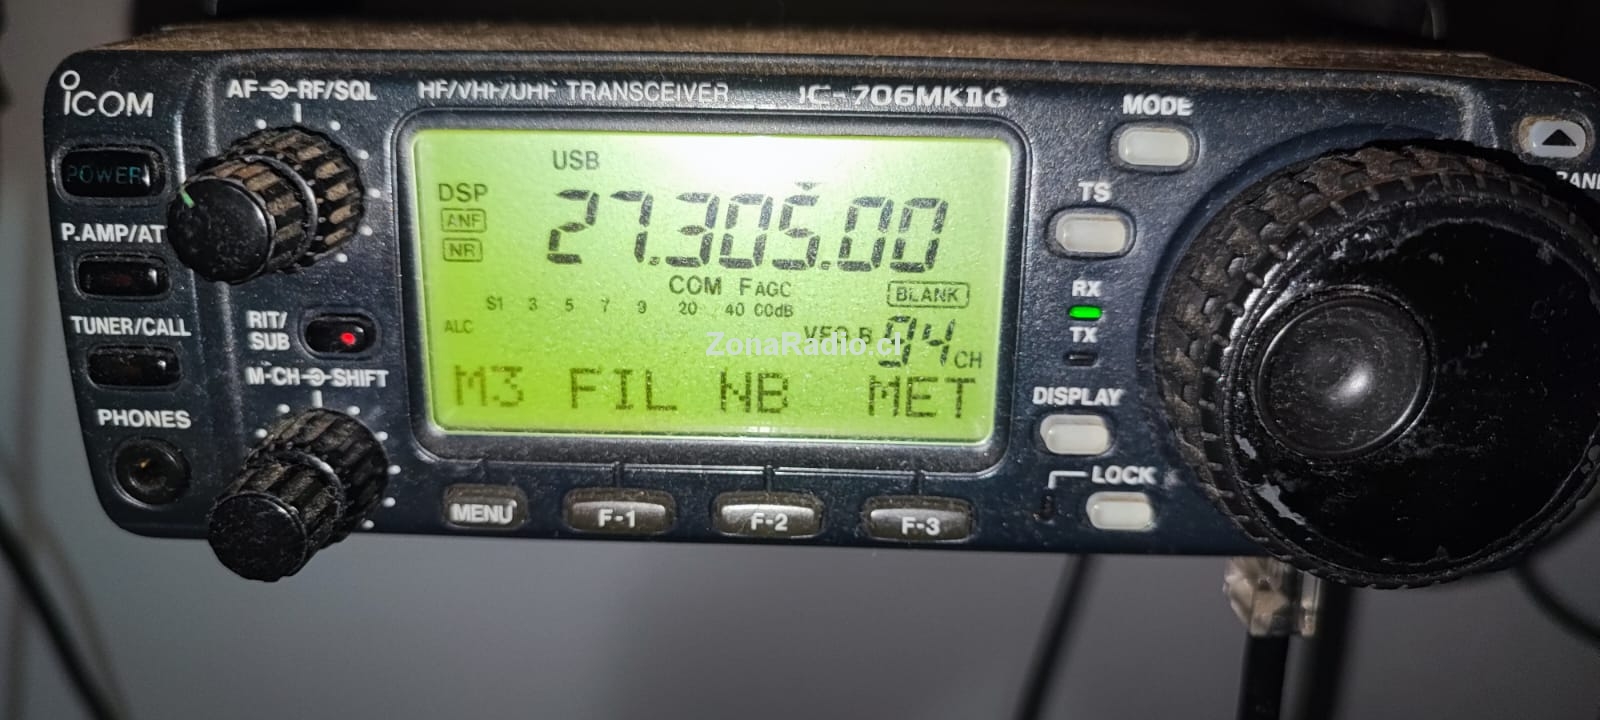 ICOM
AF RF/SQL
HF/VHF/UHF TRANSCEIVER
IC-706MKIIG
MODE
POWER
USB
DSP
ANF
NR
27.305.00
TS
P.AMP/AT
COM FAGC
BLANK
S1 3 5 7 9 20 40
RX
TUNER/CALL
RIT/
SUB
ALC
94 CH
TX
ZonaRadio.cl
M-CH SHIFT
M3 FIL NB MET
DISPLAY
PHONES
LOCK
MENU
F-1
F-2
F-3